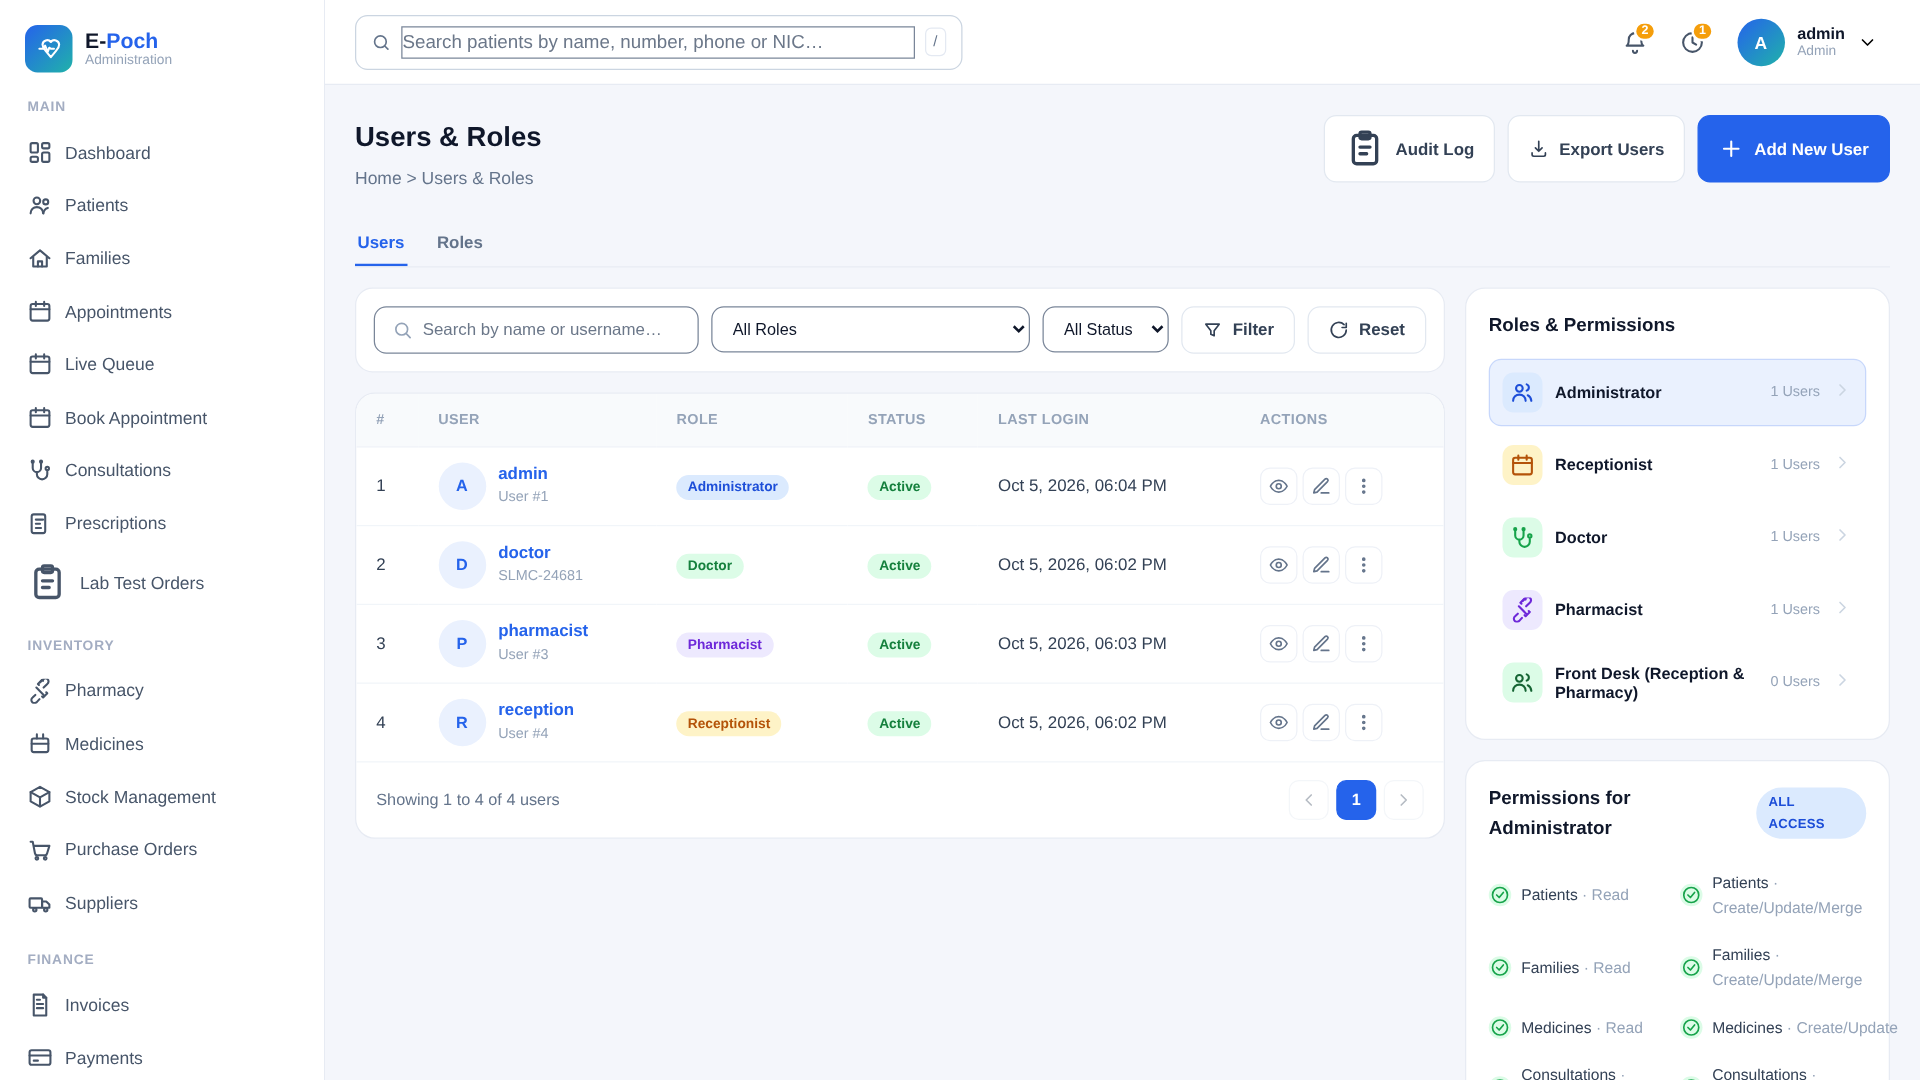 E-Poch
Administration
MAIN
Dashboard
Patients
Families
Appointments
Live Queue
Book Appointment
Consultations
Prescriptions
Lab Test Orders
INVENTORY
Pharmacy
Medicines
Stock Management
Purchase Orders
Suppliers
FINANCE
Invoices
Payments
Search patients by name, number, phone or NIC…
/
2
1
A
admin
Admin
Users & Roles
Home > Users & Roles
Audit Log
Export Users
Add New User
Users
Roles
Search by name or username…
All Roles
All Status
Filter
Reset
# USER ROLE STATUS LAST LOGIN ACTIONS
1 A admin Administrator Active Oct 5, 2026, 06:04 PM
User #1
2 D doctor Doctor Active Oct 5, 2026, 06:02 PM
SLMC-24681
3 P pharmacist Pharmacist Active Oct 5, 2026, 06:03 PM
User #3
4 R reception Receptionist Active Oct 5, 2026, 06:02 PM
User #4
Showing 1 to 4 of 4 users
1
Roles & Permissions
Administrator 1 Users
Receptionist 1 Users
Doctor 1 Users
Pharmacist 1 Users
Front Desk (Reception &
Pharmacy)
0 Users
Permissions for
Administrator
ALL
ACCESS
Patients · Read
Patients ·
Create/Update/Merge
Families · Read
Families ·
Create/Update/Merge
Medicines · Read
Medicines · Create/Update
Consultations ·
Consultations ·